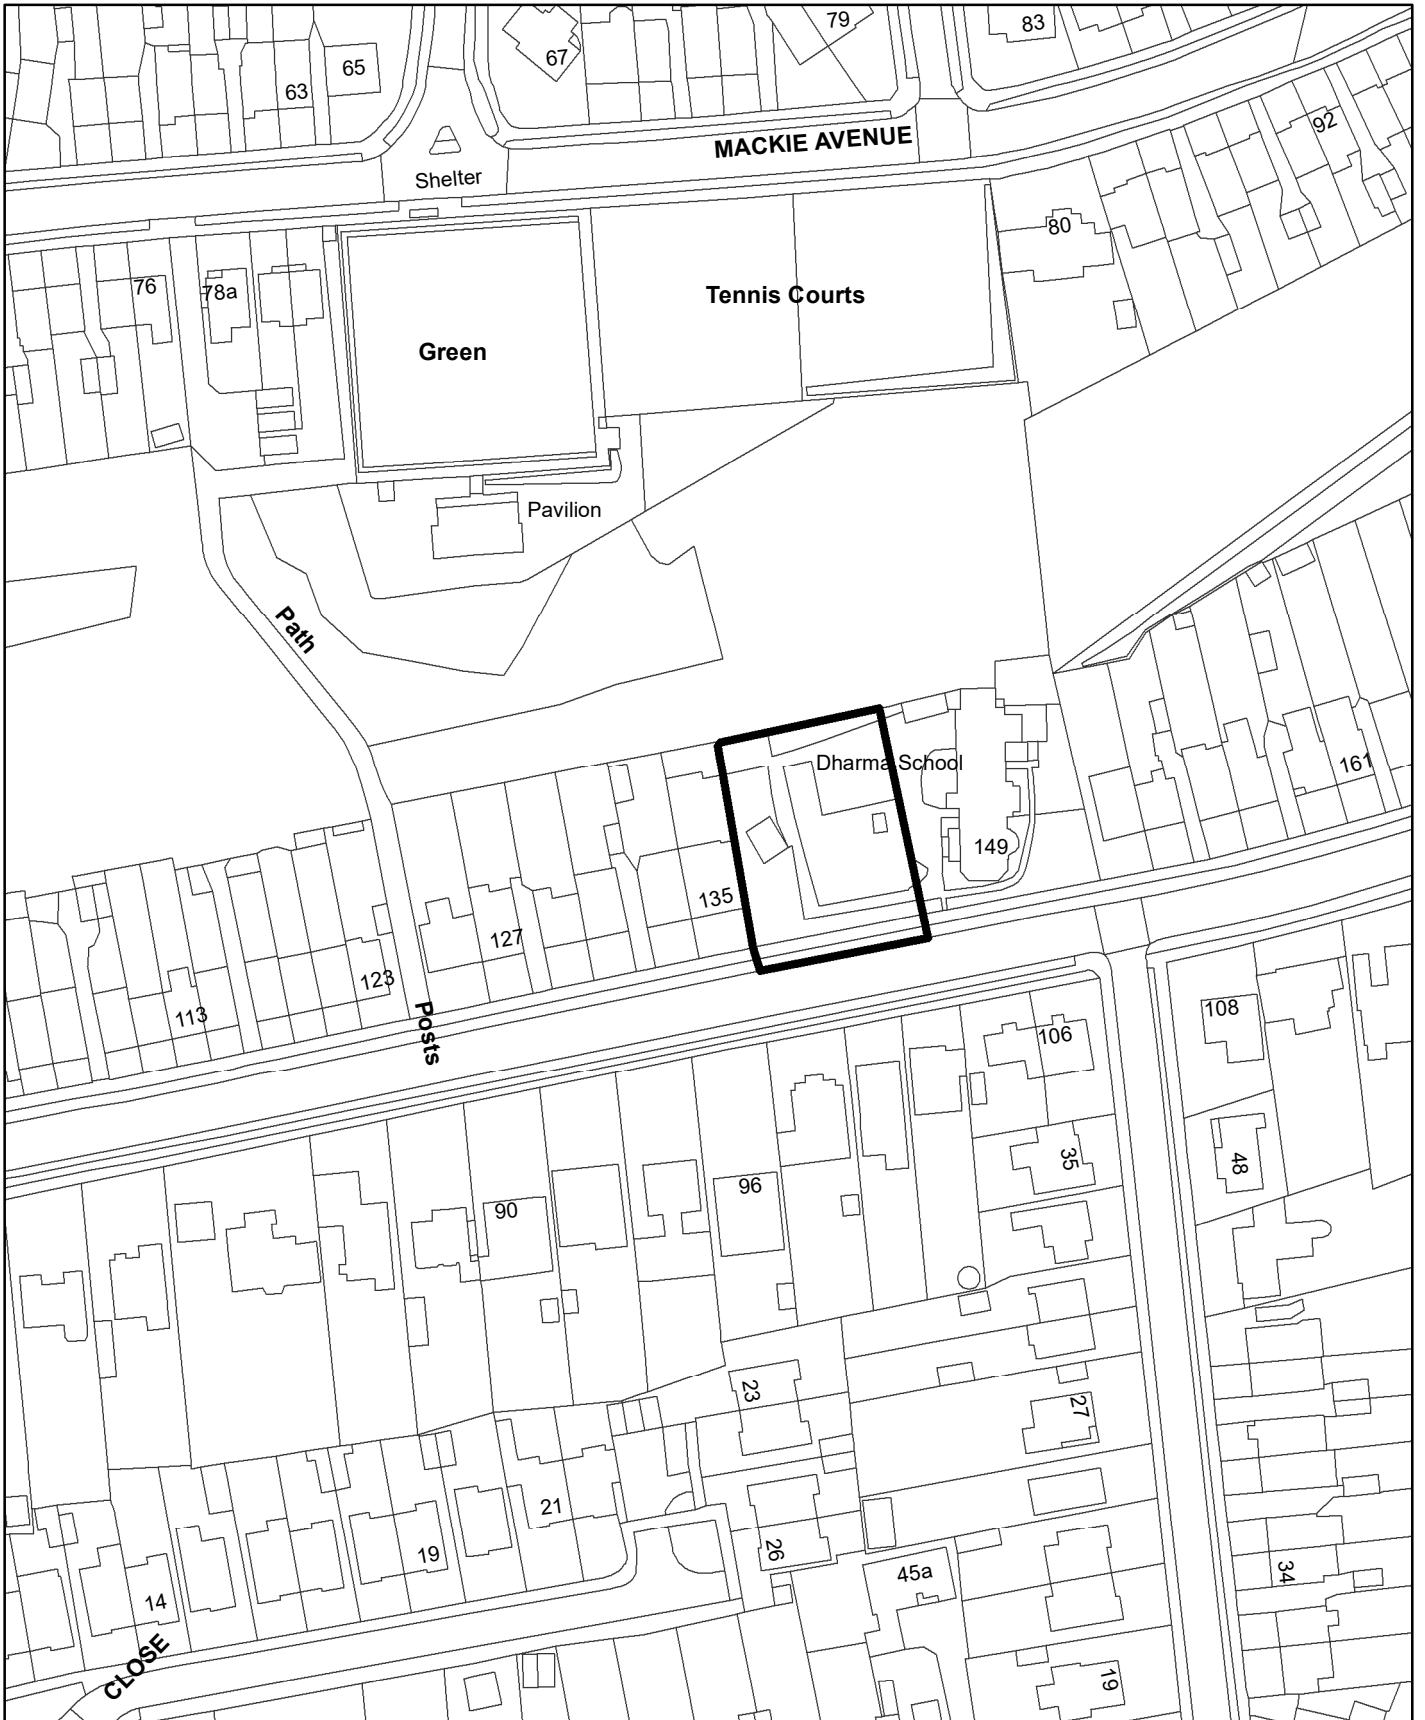 79
83
67
65
63
92
MACKIE AVENUE
Shelter
80
76
78a
Tennis Courts
Green
Pavilion
Path
Dharma School
161
149
135
127
123
113
Posts
108
106
35
48
96
90
23
27
21
26
19
45a
34
14
CLOSE
19